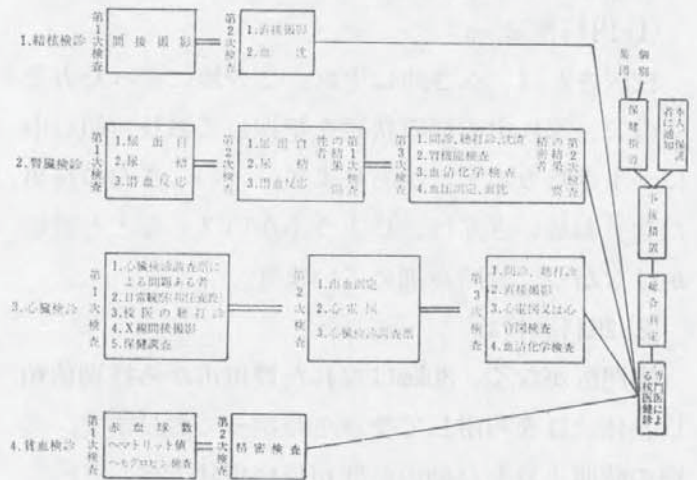 1.結核検診
第1次検査
間接撮影
第2次検査
1.直接撮影
2.血沈
2.腎臓検診
第1次検査
1.尿蛋白
2.尿糖
3.潜血反応
第2次検査
1.尿蛋白
2.尿糖
3.潜血反応
第3次検査
1.問診、聴打診、沈渣
2.腎機能検査
3.血清化学検査
4.血圧測定、血沈
3.心臓検診
第1次検査
1.心臓検診調査票に
よる問題ある者
3.校医の聴打診
4.X線間接撮影
5.保健調査
第2次検査
1.血圧測定
2.心電図
3.心臓検診調査票
第3次検査
1.問診、聴打診
2.直接撮影
3.心電図又は心
音図検査
4.血清化学検査
4.貧血検診
第1次検査
赤血球数
ヘマトリット値
ヘモグロビン検査
第2次検査
精密検査
集団
個別
保健指導
本人、保護
者に通知
事後措置
総合判定
専門医によ
る校医健診